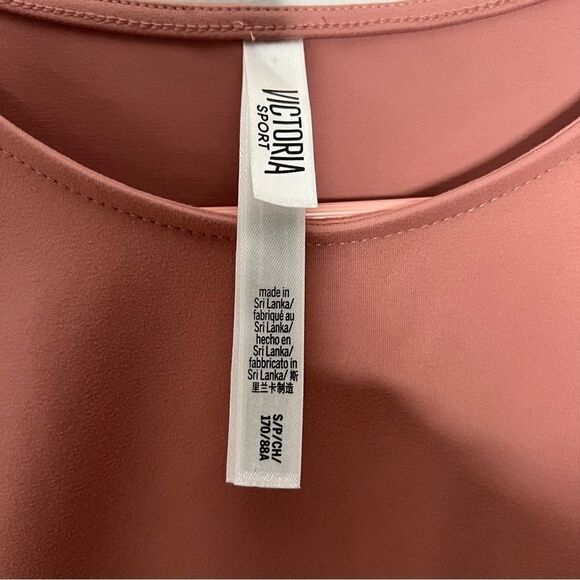 VICTORIA
SPORT
made in
Sri Lanka/
fabriqué au
Sri Lanka/
hecho en
Sri Lanka/
fabbricato in
Sri Lanka/ 斯
里兰卡制造
S/P/CH/
170/88A